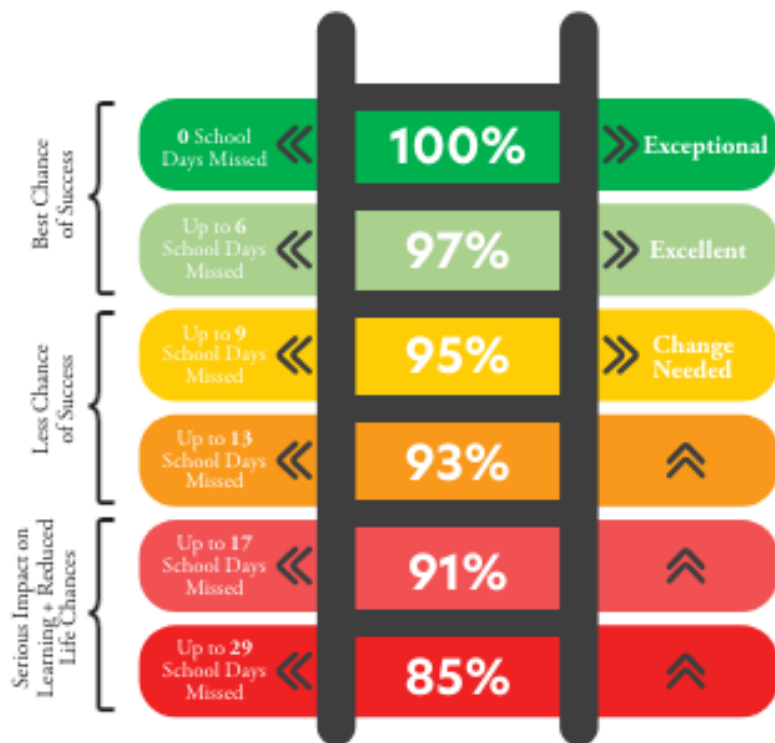 Best Chance
of Success
0 School
Days Missed
100%
Exceptional
Up to 6
School Days
Missed
97%
Excellent
Less Chance
of Success
Up to 9
School Days
Missed
95%
Change
Needed
Up to 13
School Days
Missed
93%
Serious Impact on
Learning + Reduced
Life Chances
Up to 17
School Days
Missed
91%
Up to 29
School Days
Missed
85%